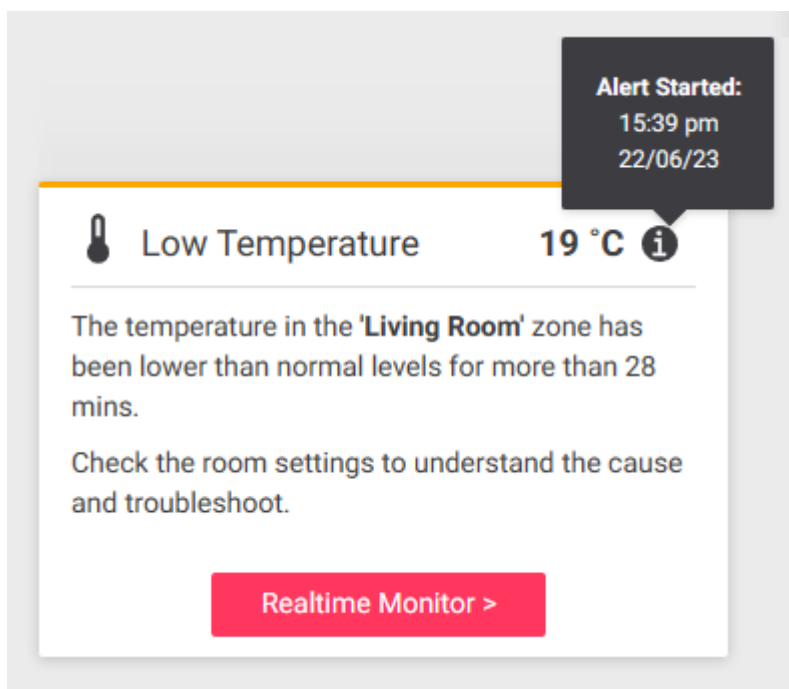 Alert Started:
15:39 pm
22/06/23
Low Temperature 19 °C
The temperature in the 'Living Room' zone has
been lower than normal levels for more than 28
mins.
Check the room settings to understand the cause
and troubleshoot.
Realtime Monitor >